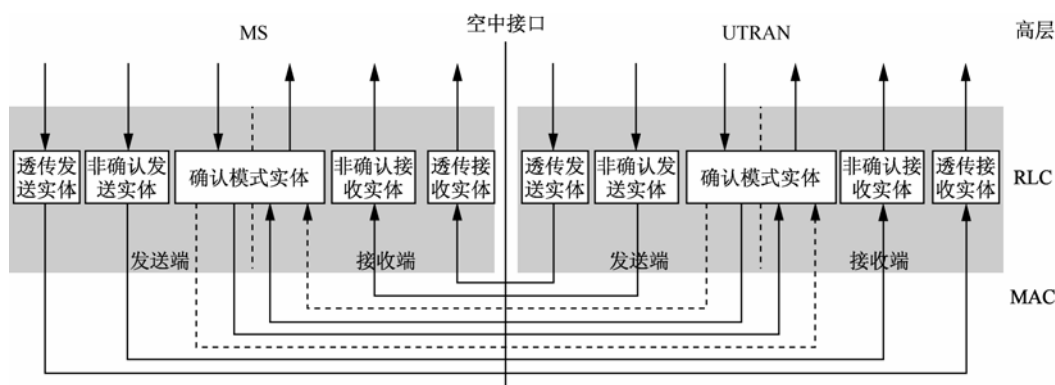 空中接口
MS
UTRAN
高层
透传发
送实体
非确认发
送实体
确认模式实体
非确认接
收实体
透传接
收实体
透传发
送实体
非确认发
送实体
确认模式实体
非确认接
收实体
透传接
收实体
RLC
发送端
接收端
发送端
接收端
MAC